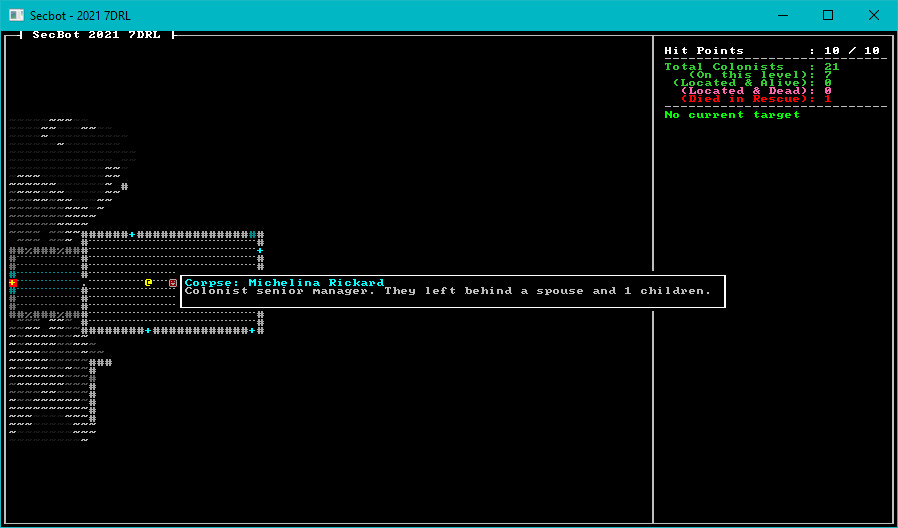 Secbot - 2021 7DRL
SecBot 2021 7DRL
Hit Points : 10 / 10
Total Colonists : 21
(On this level): 7
(Located & Alive): 0
(Located & Dead): 0
(Died in Rescue): 1
No current target
Corpse: Michelina Rickard
Colonist senior manager. They left behind a spouse and 1 children.